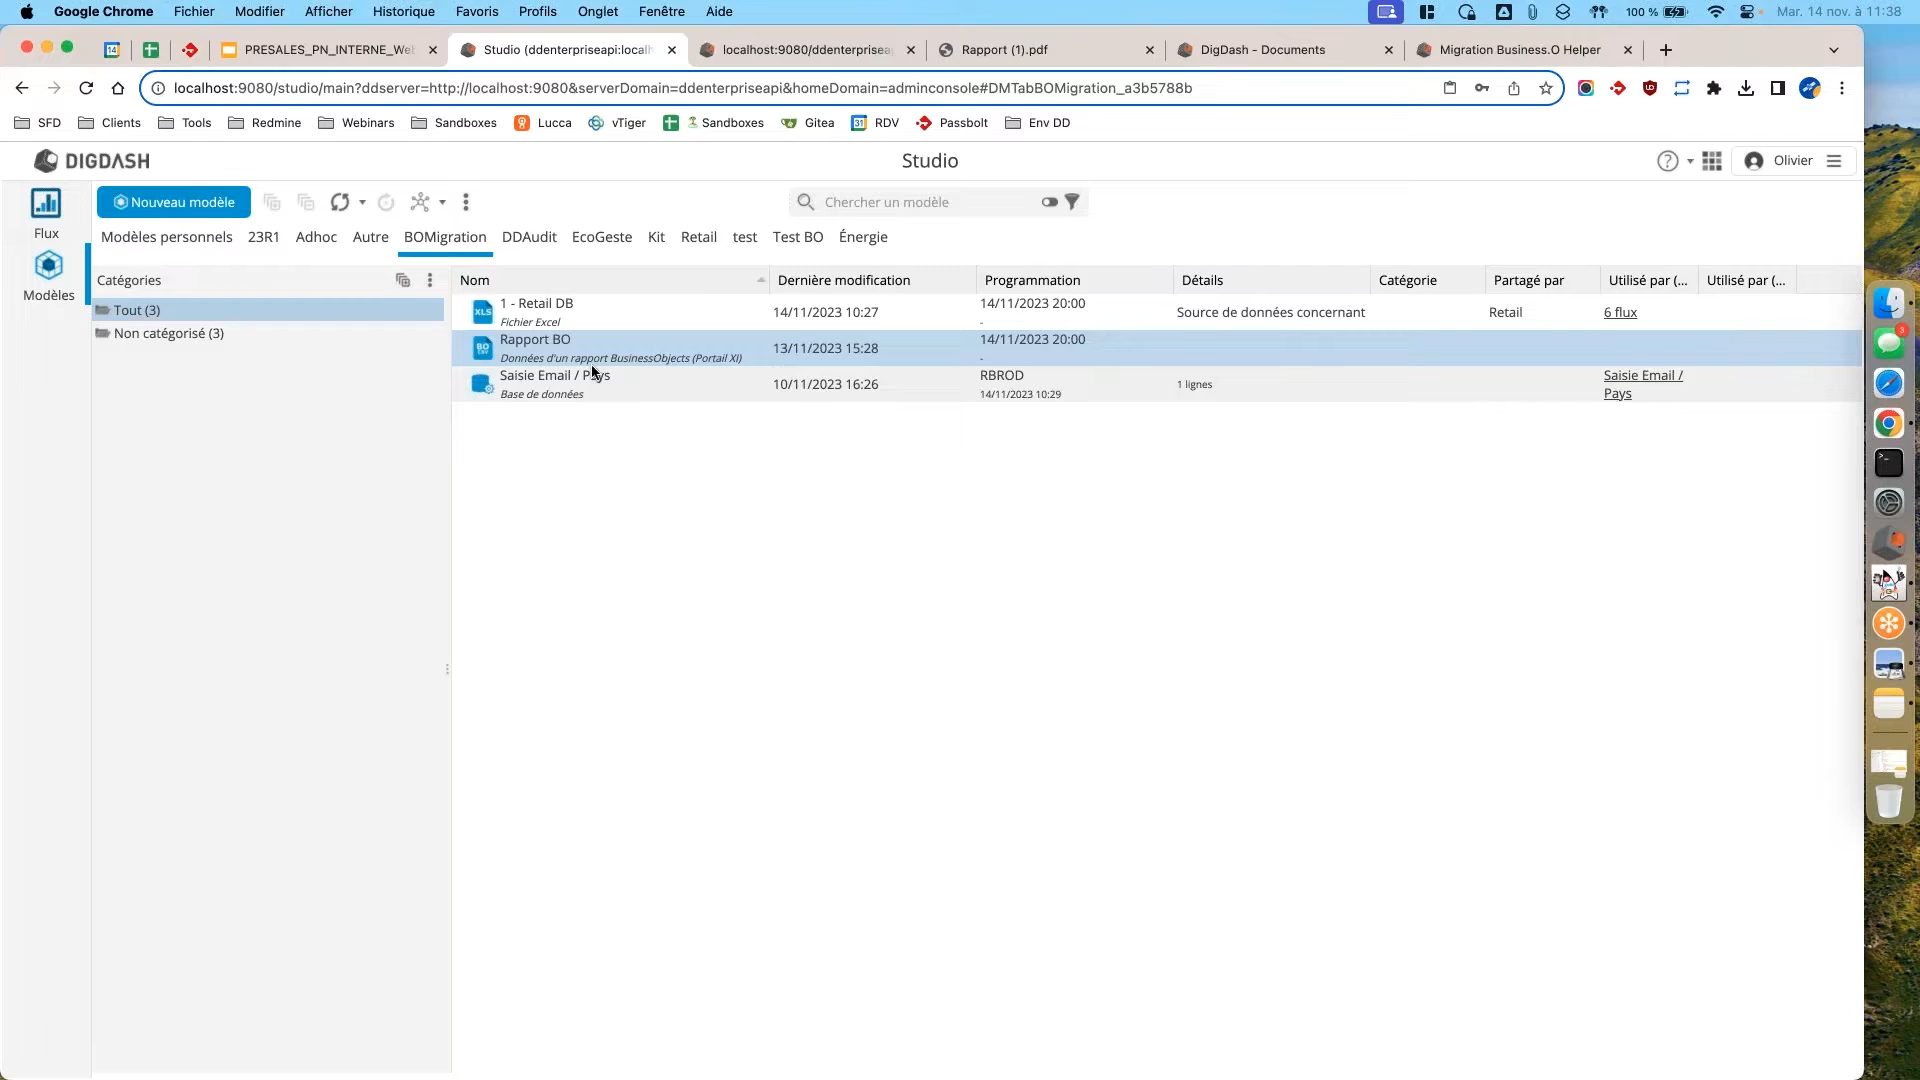 Google Chrome Fichier Modifier Afficher Historique Favoris Profils Onglet Fenêtre Aide 100 % Mar. 14 nov. à 11:38
PRESALES_PN_INTERNE_We Studio (ddenterpriseapi:localh localhost:9080/ddenterprisea Rapport (1).pdf DigDash - Documents Migration Business.O Helper
localhost:9080/studio/main?ddserver=http://localhost:9080&serverDomain=ddenterpriseapi&homeDomain=adminconsole#DMTabBOMigration_a3b5788b
SFD Clients Tools Redmine Webinars Sandboxes Lucca vTiger Sandboxes Gitea RDV Passbolt Env DD
DIGDASH Studio Olivier
Flux
Modèles
Nouveau modèle Chercher un modèle
Modèles personnels 23R1 Adhoc Autre BOMigration DDAudit EcoGeste Kit Retail test Test BO Énergie
Catégories
Tout (3)
Non catégorisé (3)
Nom Dernière modification Programmation Détails Catégorie Partagé par Utilisé par (... Utilisé par (...
1 - Retail DB 14/11/2023 20:00
XLS 14/11/2023 10:27 Source de données concernant Retail 6 flux
Fichier Excel -
Rapport BO 14/11/2023 20:00
BO CSV 13/11/2023 15:28
Données d'un rapport BusinessObjects (Portail XI) -
Saisie Email / Pays RBROD Saisie Email /
10/11/2023 16:26 1 lignes
Base de données 14/11/2023 10:29 Pays